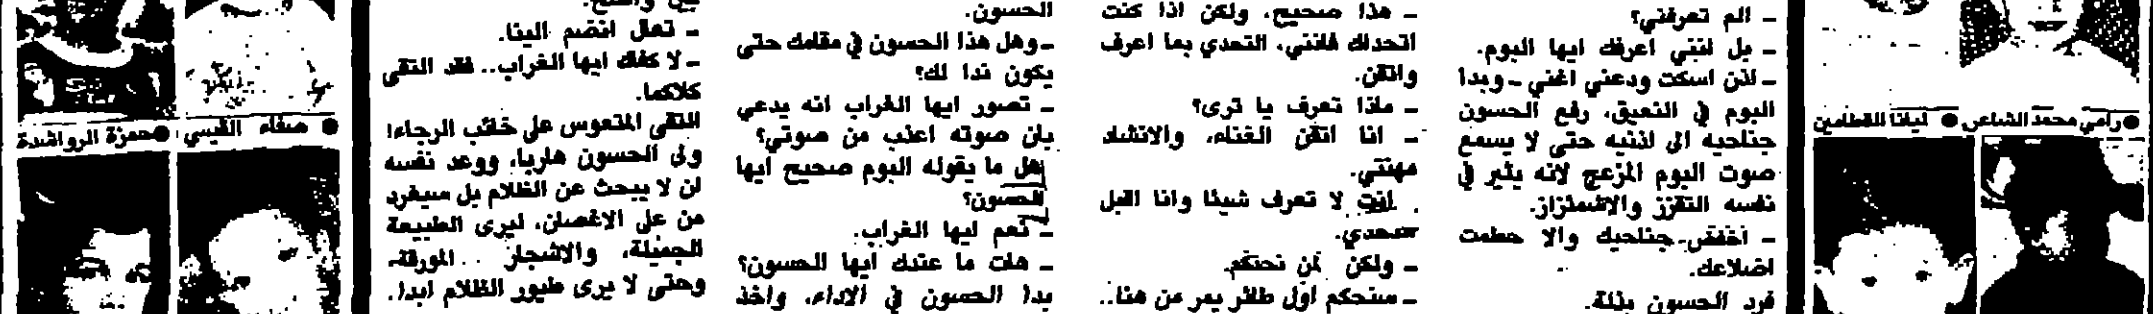 ـ الم تعرفني؟
ـ بل انني اعرفك ايها البوم.
ـ اذن اسكت ودعني اغني ـ وبدا
البوم في النعيق، رفع الحسون
جناحيه الى اذنيه حتى لا يسمع
صوت البوم المزعج لانه يثير في
نفسه التقزز والاشمئزاز.
ـ اخفض جناحيك والا حطمت
اضلاعك.
فرد الحسون بذلة.
ـ هذا صحيح، ولكن اذا كنت
اتحداك فانني، اتحدى بما اعرف
واتقن.
ـ ماذا تعرف يا ترى؟
ـ انا اتقن الغناء، والانشاد
مهنتي.
انت لا تعرف شيئا وانا اقبل
ـ ولكن من نحتكم.
ـ سنحكم اول طائر يمر من هنا..
الحسون.
ـ وهل هذا الحسون في مقامك حتى
يكون ندا لك؟
ـ تصور ايها الغراب انه يدعي
بان صوته اعذب من صوتي؟
هل ما يقوله البوم صحيح ايها
الحسون؟
ـ نعم ايها الغراب.
ـ هات ما عندك ايها الحسون؟
بدا الحسون في الاداء، واخذ
ـ تعال انضم الينا.
ـ لا كفاك ايها الغراب.. فقد التقى
كلاكما.
التقى المتعوس على خائب الرجاء!
ولى الحسون هاربا، ووعد نفسه
ان لا يبحث عن الظلام بل سيغرد
من على الاغصان، ليرى الطبيعة
الجميلة، والاشجار المورقة،
وحتى لا يرى طيور الظلام ابدا.
● رامي محمد الشاعر
● ليانا القطامين
● صفاء القيسي
● حمزة الرواشدة